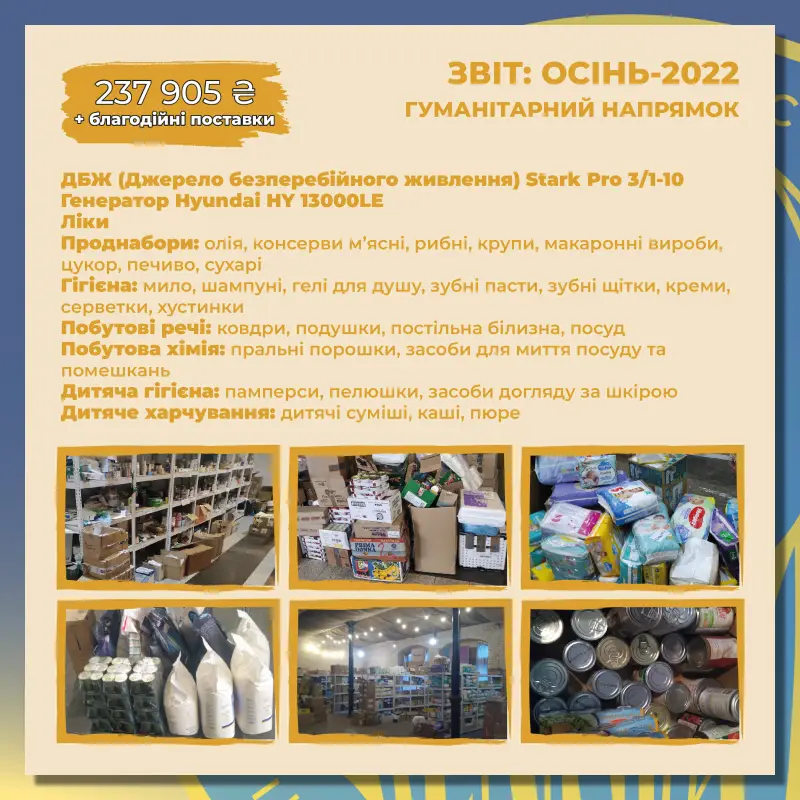 237 905 ₴
+ благодійні поставки
ЗВІТ: ОСІНЬ-2022
ГУМАНІТАРНИЙ НАПРЯМОК
ДБЖ (Джерело безперебійного живлення) Stark Pro 3/1-10
Генератор Hyundai HY 13000LE
Ліки
Проднабори: олія, консерви м’ясні, рибні, крупи, макаронні вироби,
цукор, печиво, сухарі
Гігієна: мило, шампуні, гелі для душу, зубні пасти, зубні щітки, креми,
серветки, хустинки
Побутові речі: ковдри, подушки, постільна білизна, посуд
Побутова хімія: пральні порошки, засоби для миття посуду та
помешкань
Дитяча гігієна: памперси, пелюшки, засоби догляду за шкірою
Дитяче харчування: дитячі суміші, каші, пюре
PRIMA
DONNA